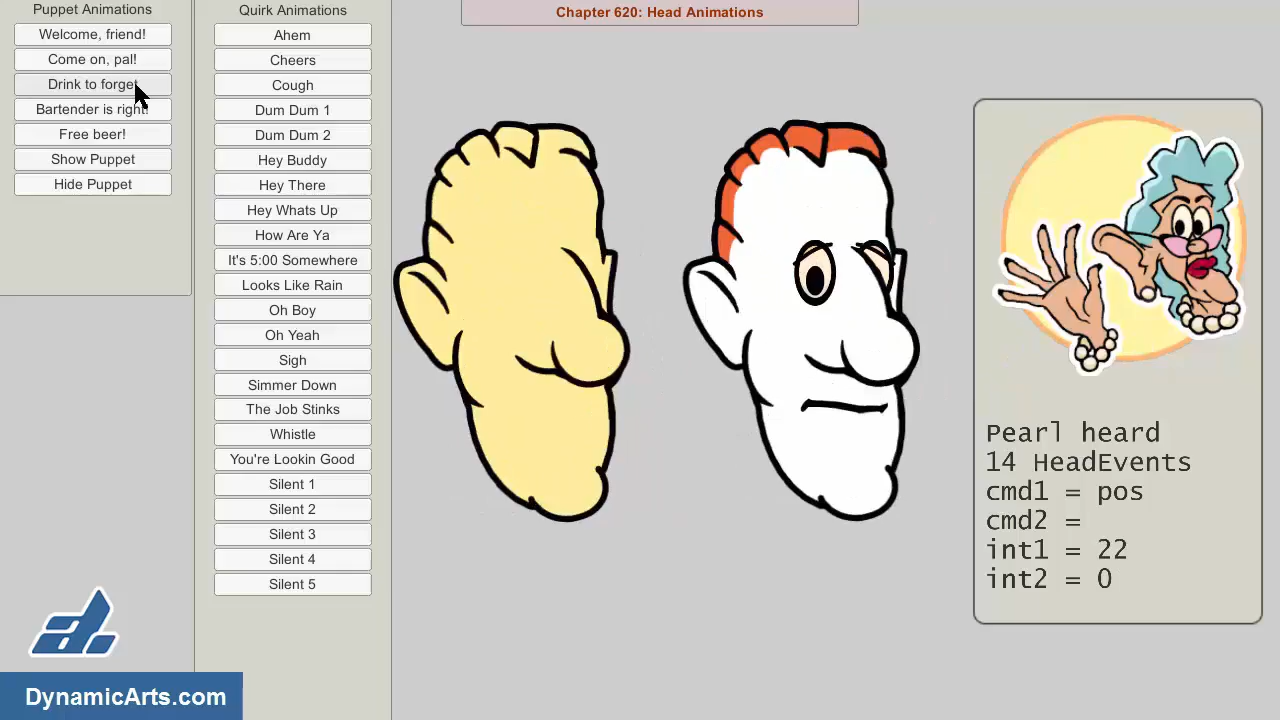 Puppet Animations
Welcome, friend!
Come on, pal!
Drink to forget
Bartender is right!
Free beer!
Show Puppet
Hide Puppet
Quirk Animations
Ahem
Cheers
Cough
Dum Dum 1
Dum Dum 2
Hey Buddy
Hey There
Hey Whats Up
How Are Ya
It's 5:00 Somewhere
Looks Like Rain
Oh Boy
Oh Yeah
Sigh
Simmer Down
The Job Stinks
Whistle
You're Lookin Good
Silent 1
Silent 2
Silent 3
Silent 4
Silent 5
Chapter 620: Head Animations
Pearl heard
14 HeadEvents
cmd1 = pos
cmd2 =
int1 = 22
int2 = 0
DynamicArts.com